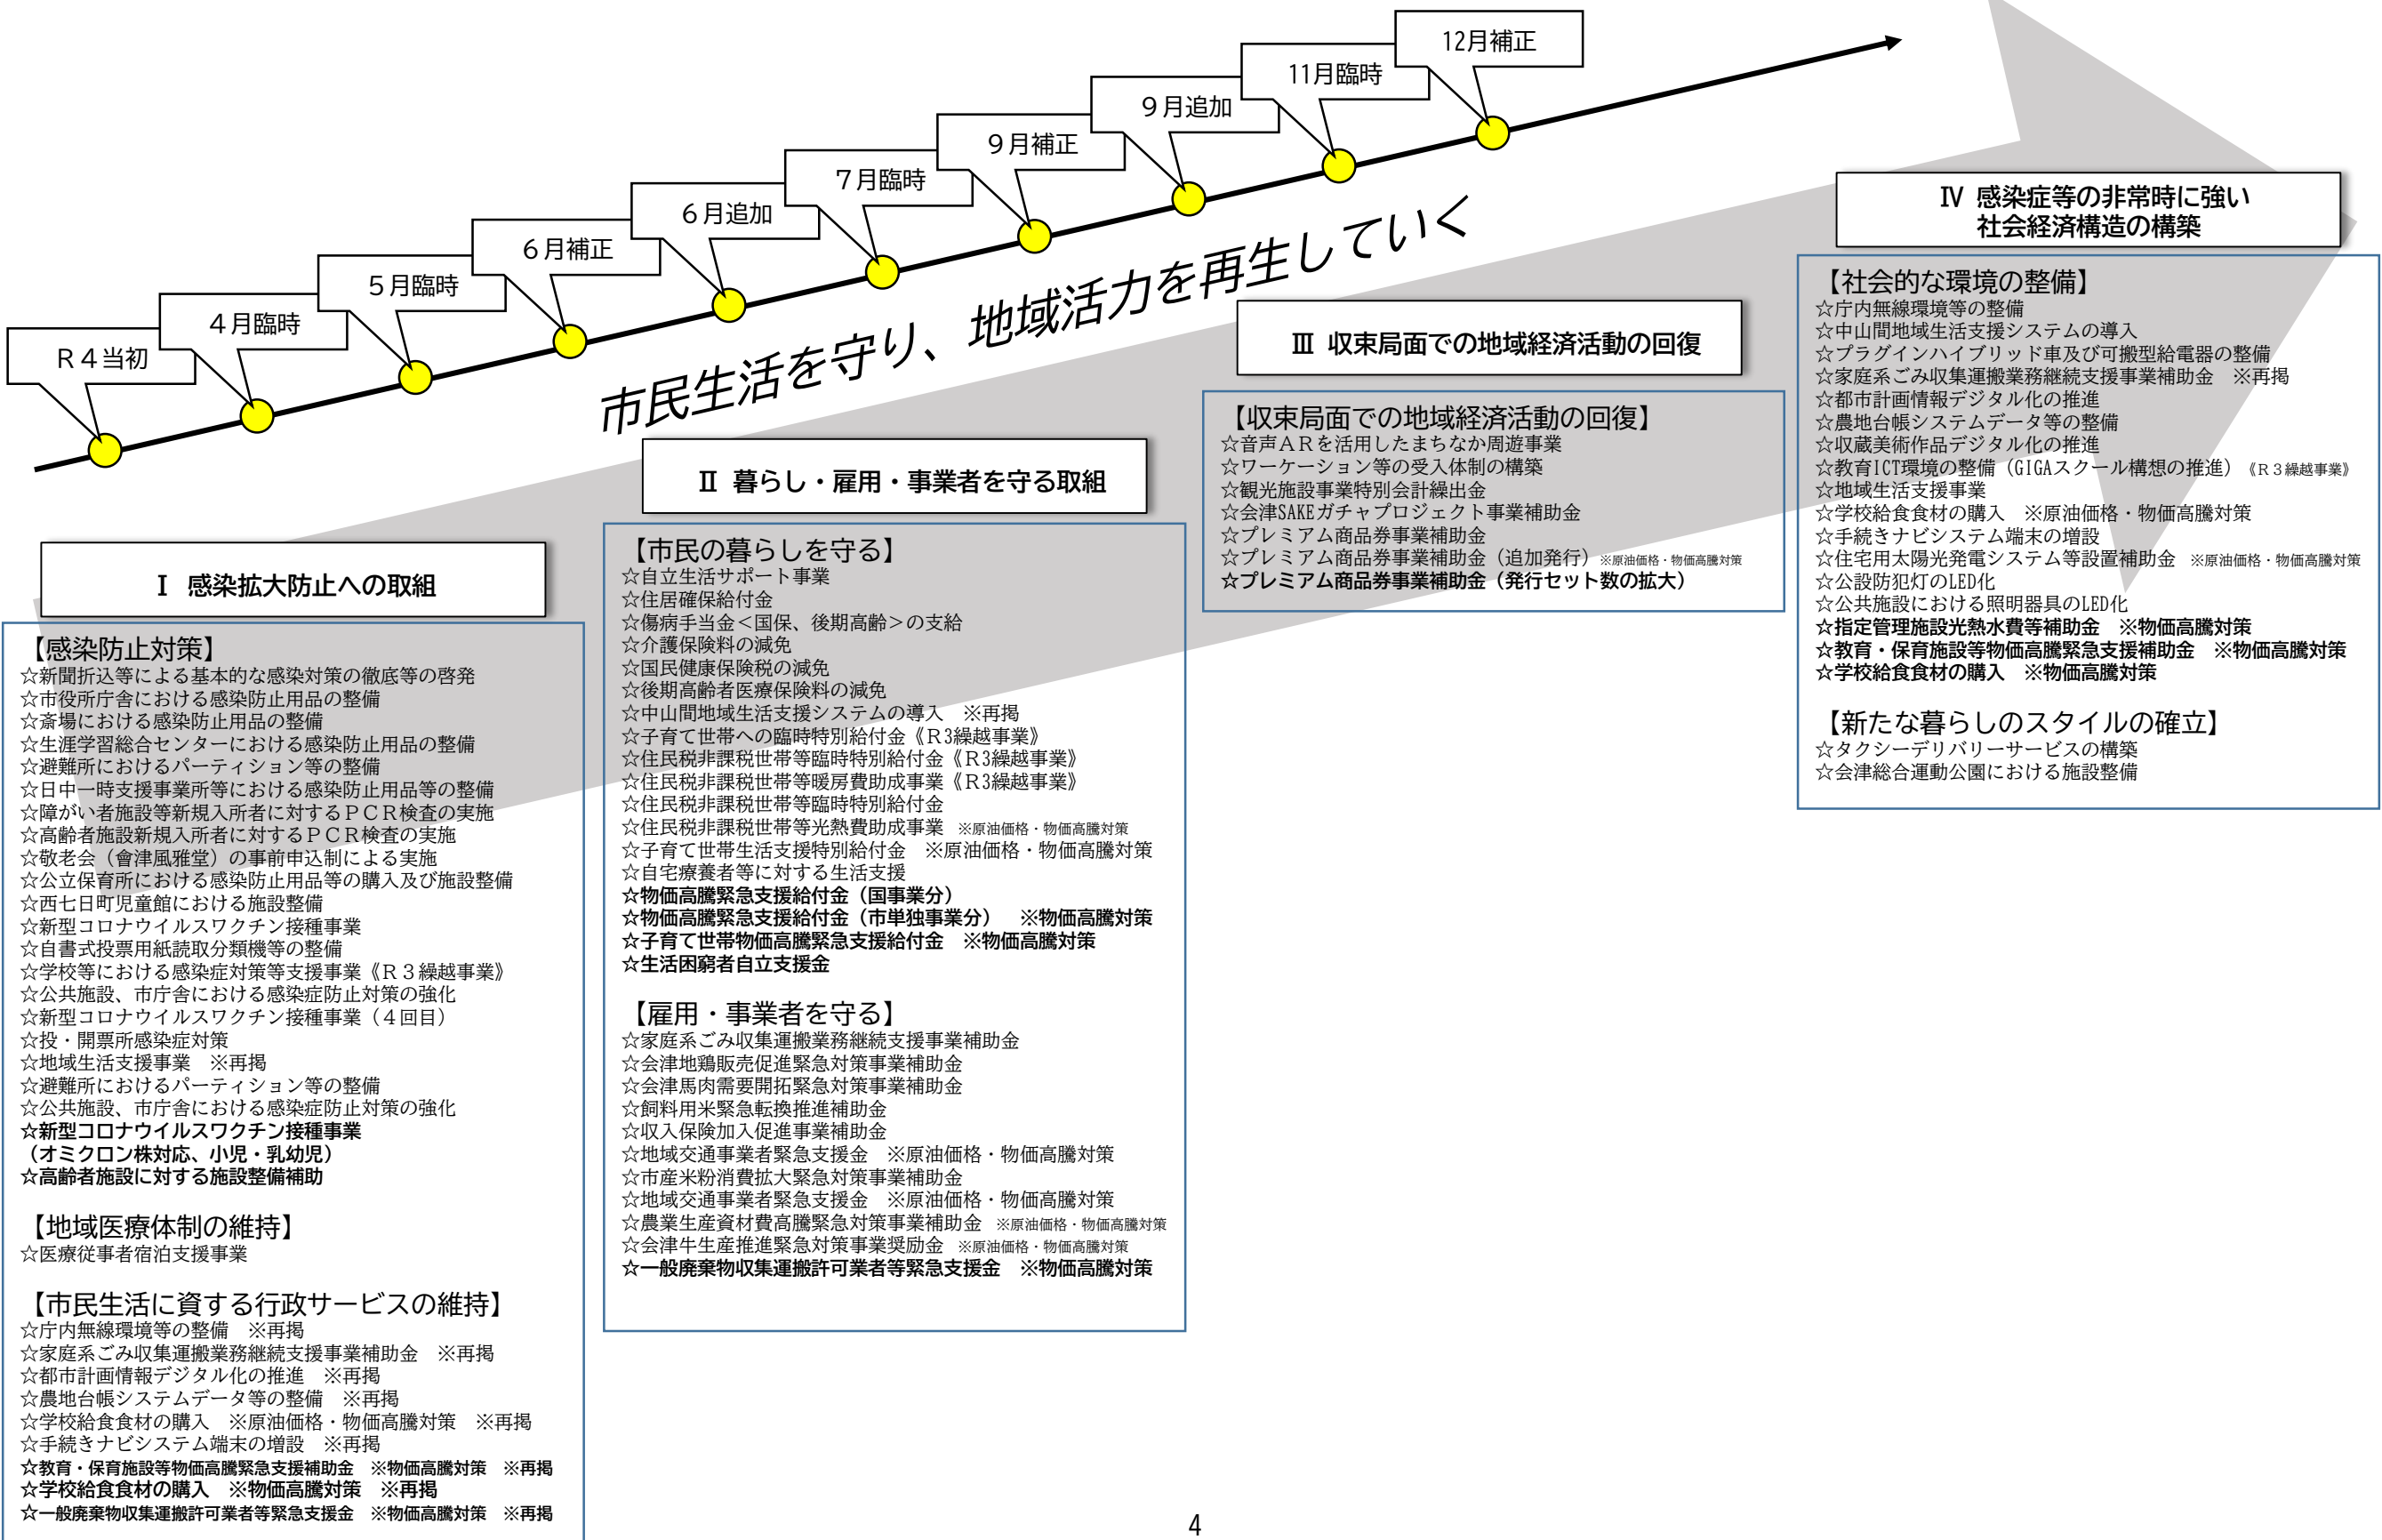 R４当初
４月臨時
５月臨時
６月補正
６月追加
７月臨時
９月補正
９月追加
11月臨時
12月補正
市民生活を守り、地域活力を再生していく
Ⅰ 感染拡大防止への取組
【感染防止対策】
☆新聞折込等による基本的な感染対策の徹底等の啓発
☆市役所庁舎における感染防止用品の整備
☆斎場における感染防止用品の整備
☆生涯学習総合センターにおける感染防止用品の整備
☆避難所におけるパーティション等の整備
☆日中一時支援事業所等における感染防止用品等の整備
☆障がい者施設等新規入所者に対するＰＣＲ検査の実施
☆高齢者施設新規入所者に対するＰＣＲ検査の実施
☆敬老会（會津風雅堂）の事前申込制による実施
☆公立保育所における感染防止用品等の購入及び施設整備
☆西七日町児童館における施設整備
☆新型コロナウイルスワクチン接種事業
☆自書式投票用紙読取分類機等の整備
☆学校等における感染症対策等支援事業《Ｒ３繰越事業》
☆公共施設、市庁舎における感染症防止対策の強化
☆新型コロナウイルスワクチン接種事業（４回目）
☆投・開票所感染症対策
☆地域生活支援事業　※再掲
☆避難所におけるパーティション等の整備
☆公共施設、市庁舎における感染症防止対策の強化
☆新型コロナウイルスワクチン接種事業
（オミクロン株対応、小児・乳幼児）
☆高齢者施設に対する施設整備補助
【地域医療体制の維持】
☆医療従事者宿泊支援事業
【市民生活に資する行政サービスの維持】
☆庁内無線環境等の整備　※再掲
☆家庭系ごみ収集運搬業務継続支援事業補助金　※再掲
☆都市計画情報デジタル化の推進　※再掲
☆農地台帳システムデータ等の整備　※再掲
☆学校給食食材の購入　※原油価格・物価高騰対策　※再掲
☆手続きナビシステム端末の増設　※再掲
☆教育・保育施設等物価高騰緊急支援補助金　※物価高騰対策　※再掲
☆学校給食食材の購入　※物価高騰対策　※再掲
☆一般廃棄物収集運搬許可業者等緊急支援金　※物価高騰対策　※再掲
Ⅱ 暮らし・雇用・事業者を守る取組
【市民の暮らしを守る】
☆自立生活サポート事業
☆住居確保給付金
☆傷病手当金＜国保、後期高齢＞の支給
☆介護保険料の減免
☆国民健康保険税の減免
☆後期高齢者医療保険料の減免
☆中山間地域生活支援システムの導入　※再掲
☆子育て世帯への臨時特別給付金《Ｒ3繰越事業》
☆住民税非課税世帯等臨時特別給付金《Ｒ3繰越事業》
☆住民税非課税世帯等暖房費助成事業《Ｒ3繰越事業》
☆住民税非課税世帯等臨時特別給付金
☆住民税非課税世帯等光熱費助成事業　※原油価格・物価高騰対策
☆子育て世帯生活支援特別給付金　※原油価格・物価高騰対策
☆自宅療養者等に対する生活支援
☆物価高騰緊急支援給付金（国事業分）
☆物価高騰緊急支援給付金（市単独事業分）　※物価高騰対策
☆子育て世帯物価高騰緊急支援給付金　※物価高騰対策
☆生活困窮者自立支援金
【雇用・事業者を守る】
☆家庭系ごみ収集運搬業務継続支援事業補助金
☆会津地鶏販売促進緊急対策事業補助金
☆会津馬肉需要開拓緊急対策事業補助金
☆飼料用米緊急転換推進補助金
☆収入保険加入促進事業補助金
☆地域交通事業者緊急支援金　※原油価格・物価高騰対策
☆市産米粉消費拡大緊急対策事業補助金
☆地域交通事業者緊急支援金　※原油価格・物価高騰対策
☆農業生産資材費高騰緊急対策事業補助金　※原油価格・物価高騰対策
☆会津牛生産推進緊急対策事業奨励金　※原油価格・物価高騰対策
☆一般廃棄物収集運搬許可業者等緊急支援金　※物価高騰対策
Ⅲ 収束局面での地域経済活動の回復
【収束局面での地域経済活動の回復】
☆音声ＡＲを活用したまちなか周遊事業
☆ワーケーション等の受入体制の構築
☆観光施設事業特別会計繰出金
☆会津SAKEガチャプロジェクト事業補助金
☆プレミアム商品券事業補助金
☆プレミアム商品券事業補助金（追加発行）※原油価格・物価高騰対策
☆プレミアム商品券事業補助金（発行セット数の拡大）
Ⅳ 感染症等の非常時に強い
社会経済構造の構築
【社会的な環境の整備】
☆庁内無線環境等の整備
☆中山間地域生活支援システムの導入
☆プラグインハイブリッド車及び可搬型給電器の整備
☆家庭系ごみ収集運搬業務継続支援事業補助金　※再掲
☆都市計画情報デジタル化の推進
☆農地台帳システムデータ等の整備
☆収蔵美術作品デジタル化の推進
☆教育ICT環境の整備（GIGAスクール構想の推進）《Ｒ３繰越事業》
☆地域生活支援事業
☆学校給食食材の購入　※原油価格・物価高騰対策
☆手続きナビシステム端末の増設
☆住宅用太陽光発電システム等設置補助金　※原油価格・物価高騰対策
☆公設防犯灯のLED化
☆公共施設における照明器具のLED化
☆指定管理施設光熱水費等補助金　※物価高騰対策
☆教育・保育施設等物価高騰緊急支援補助金　※物価高騰対策
☆学校給食食材の購入　※物価高騰対策
【新たな暮らしのスタイルの確立】
☆タクシーデリバリーサービスの構築
☆会津総合運動公園における施設整備
4